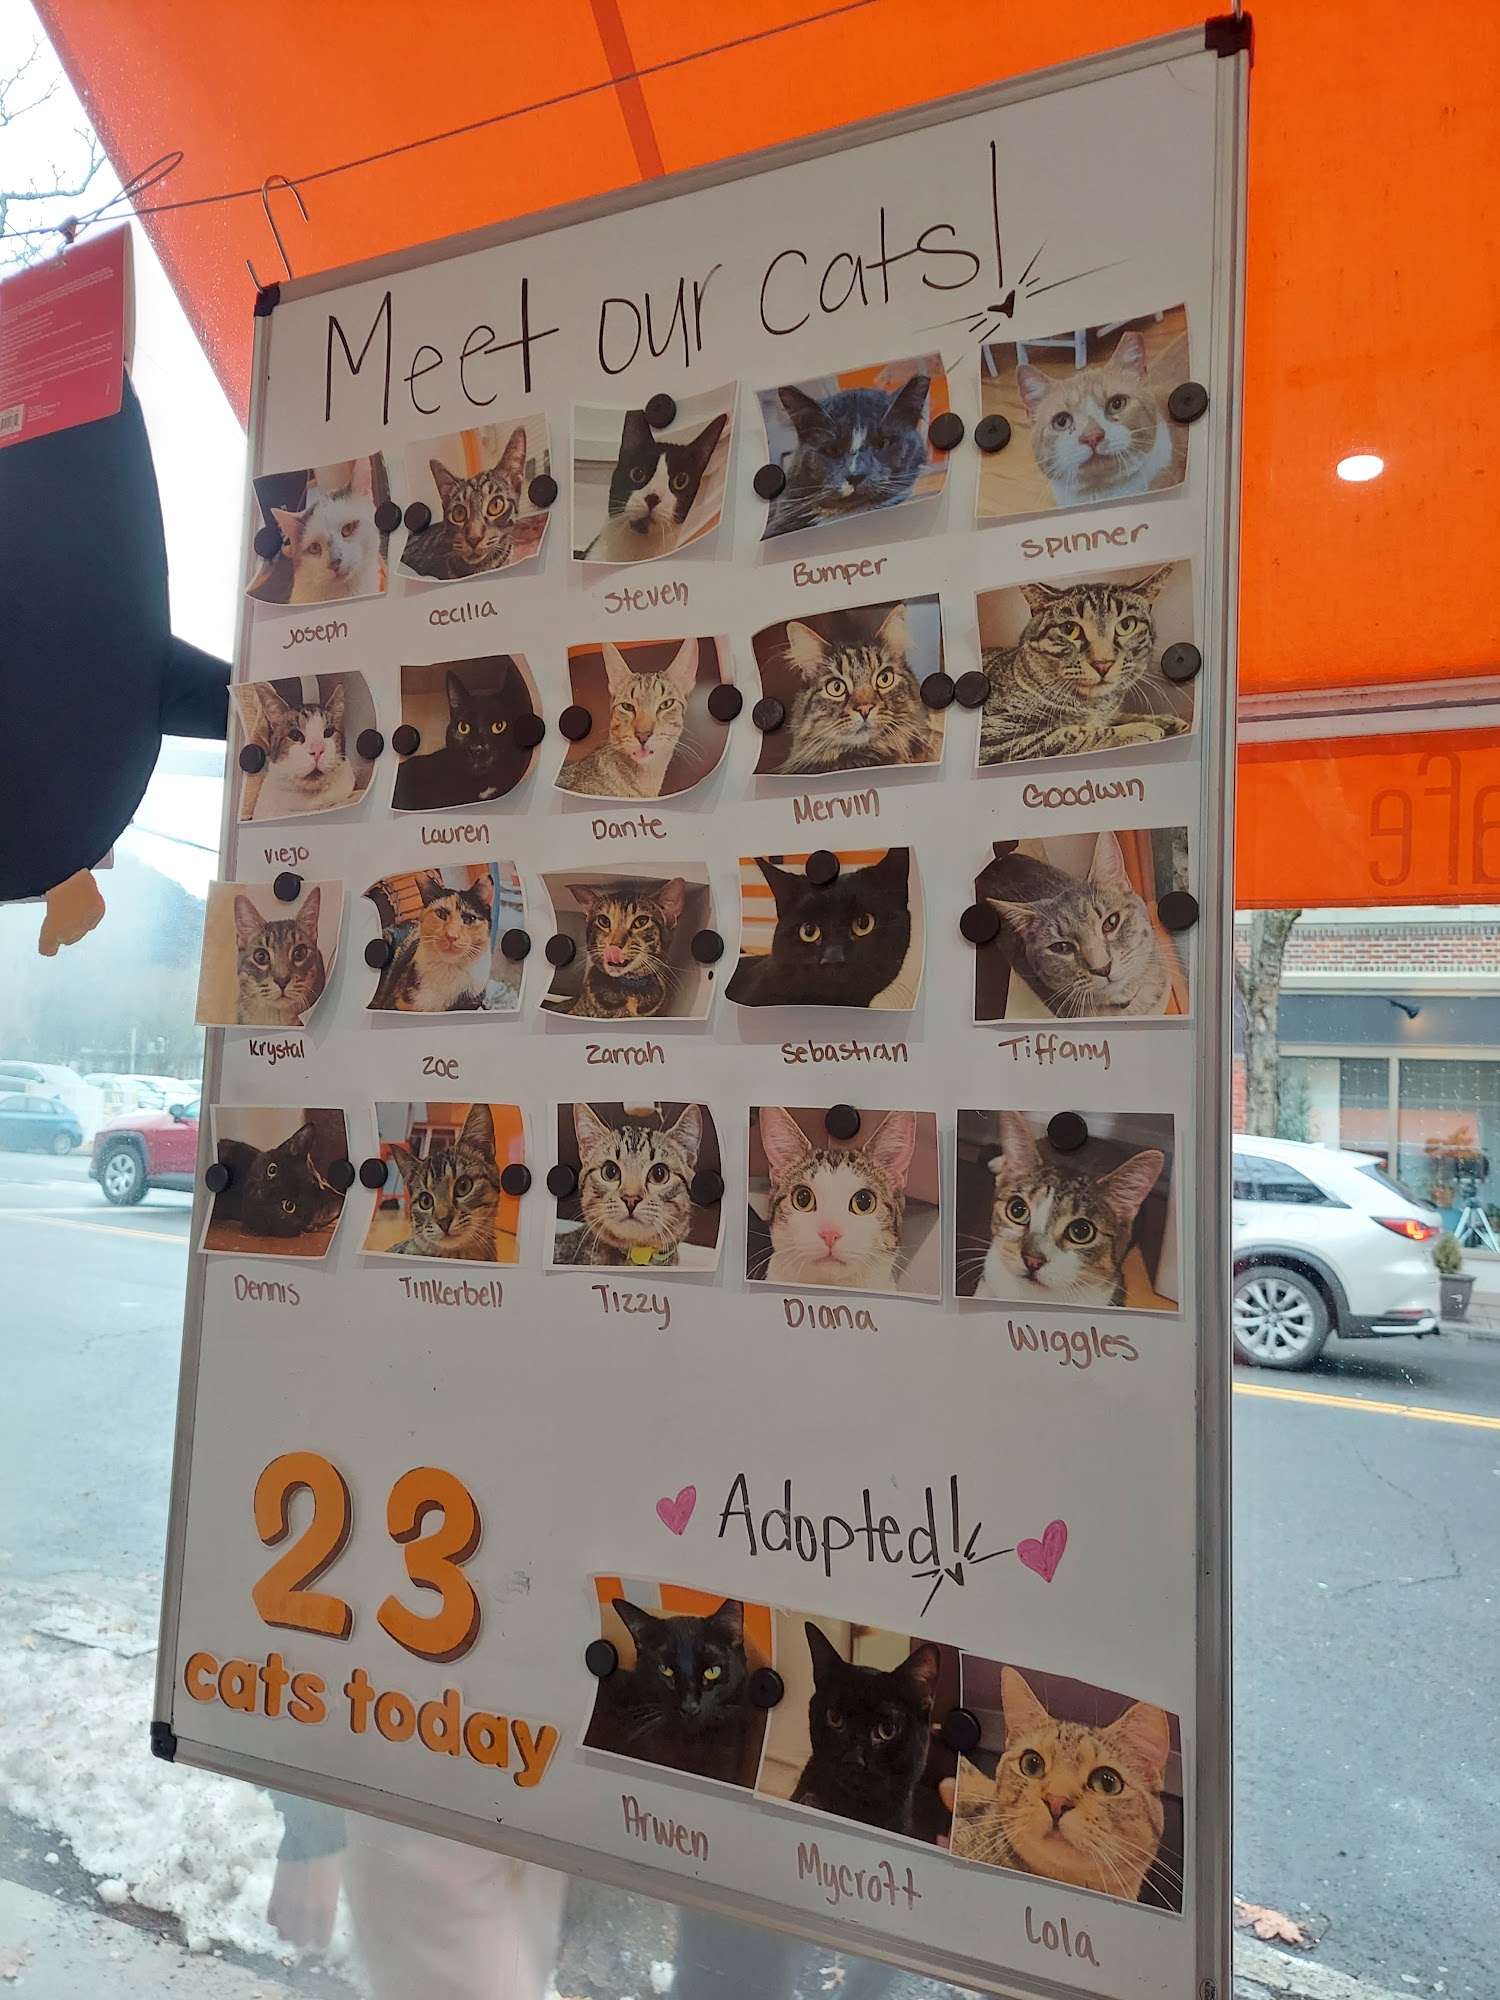 Meet our cats!
Joseph cecilia Steven Bumper Spinner
Viejo Lauren Dante Mervin Goodwin
Krystal Zoe Zarrah Sebastian Tiffany
Dennis Tinkerbell Tizzy Diana Wiggles
23
cats today
Adopted!
Arwen Mycroft Lola
afe